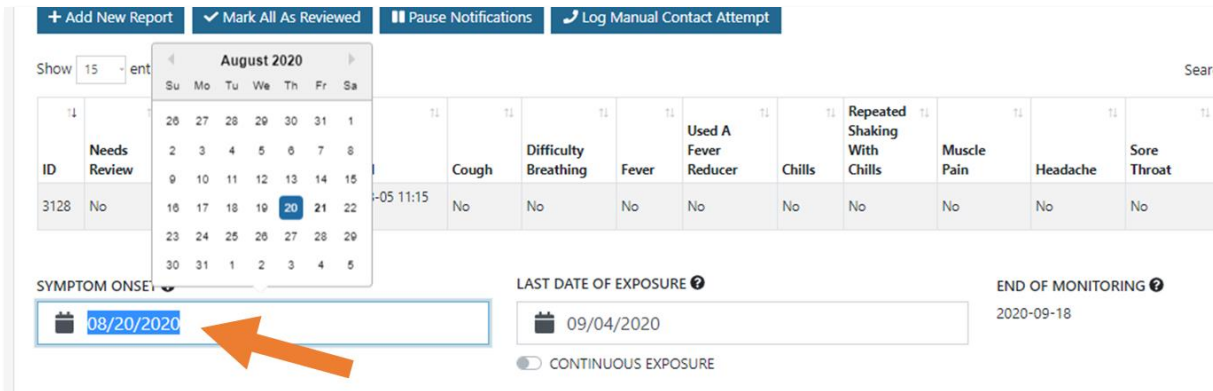 Add New Report Mark All As Reviewed Pause Notifications Log Manual Contact Attempt
Show 15 ent
Sear
August 2020
Su Mo Tu We Th Fr Sa
26 27 28 29 30 31 1
2 3 4 5 6 7 8
9 10 11 12 13 14 15
16 17 18 19 20 21 22
23 24 25 26 27 28 29
30 31 1 2 3 4 5
ID Needs Review Cough Difficulty Breathing Fever Used A Fever Reducer Chills Repeated Shaking With Chills Muscle Pain Headache Sore Throat
3128 No -05 11:15 No No No No No No No No No
SYMPTOM ONSET LAST DATE OF EXPOSURE END OF MONITORING
08/20/2020 09/04/2020 2020-09-18
CONTINUOUS EXPOSURE